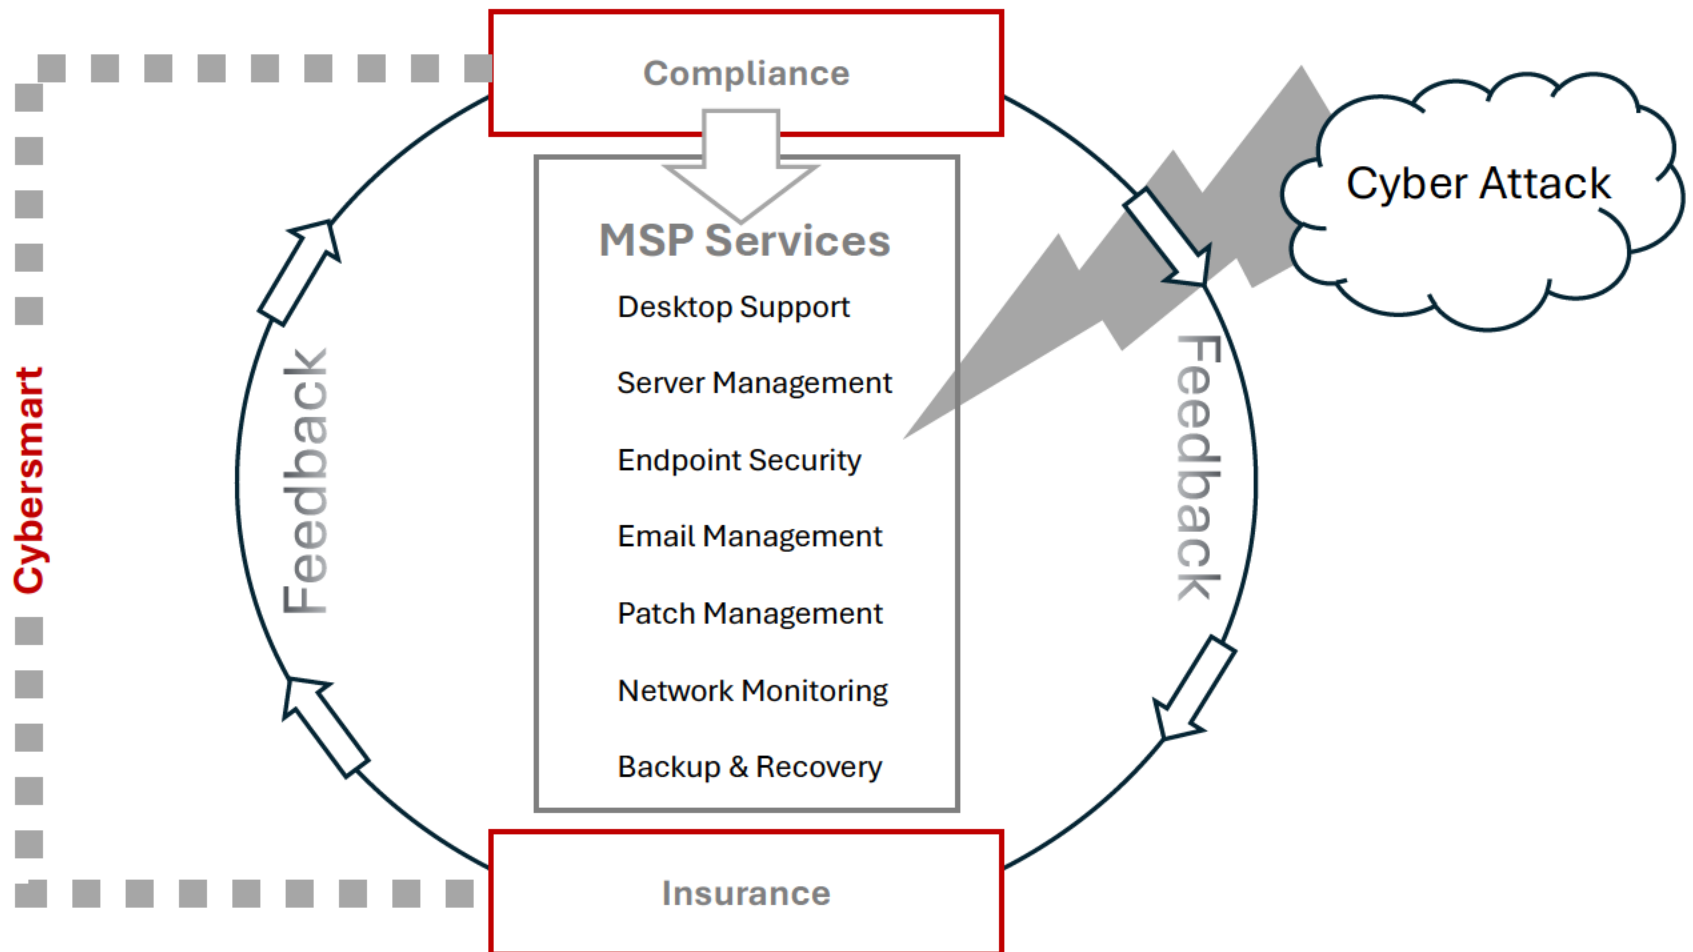 Compliance
Cyber Attack
MSP Services
Desktop Support
Server Management
Endpoint Security
Email Management
Patch Management
Network Monitoring
Backup & Recovery
Cybersmart
Feedback
Feedback
Insurance